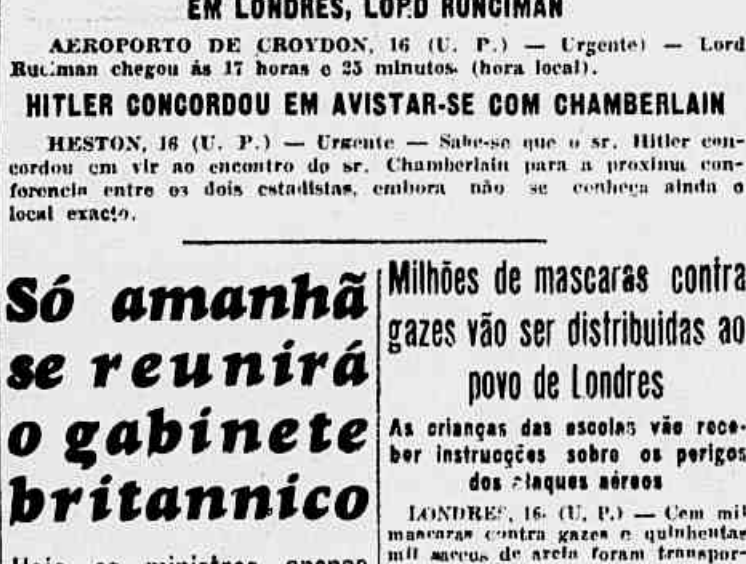 EM LONDRES, LORD RUNCIMAN
AEROPORTO DE CROYDON, 16 (U. P.) — Urgente) — Lord
Runciman chegou ás 17 horas e 25 minutos. (hora local).
HITLER CONCORDOU EM AVISTAR-SE COM CHAMBERLAIN
HESTON, 16 (U. P.) — Urgente — Sabe-se que o sr. Hitler con-
cordou em vir ao encontro do sr. Chamberlain para a proxima con-
ferencia entre os dois estadistas, embora não se conheça ainda o
local exacto.
Só amanhã
se reunirá
o gabinete
britannico
Milhões de mascaras contra
gazes vão ser distribuidas ao
povo de Londres
As crianças das escolas vão rece-
ber instrucções sobre os perigos
dos ataques aéreos
LONDRES, 16. (U. P.) — Cem mil
mascaras contra gazes e quinhentas
mil saccos de areia foram transpor-